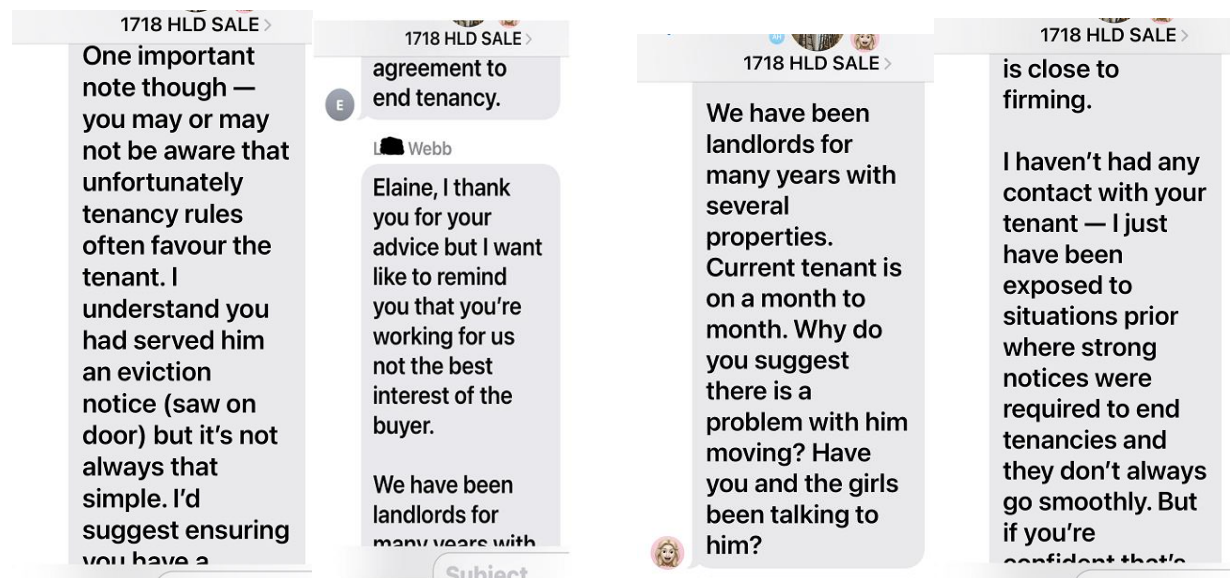 1718 HLD SALE >
One important
note though —
you may or may
not be aware that
unfortunately
tenancy rules
often favour the
tenant. I
understand you
had served him
an eviction
notice (saw on
door) but it's not
always that
simple. I'd
suggest ensuring
you have a
1718 HLD SALE >
agreement to
end tenancy.
E
Webb
Elaine, I thank
you for your
advice but I want
like to remind
you that you're
working for us
not the best
interest of the
buyer.
We have been
landlords for
many years with
Subject
1718 HLD SALE >
We have been
landlords for
many years with
several
properties.
Current tenant is
on a month to
month. Why do
you suggest
there is a
problem with him
moving? Have
you and the girls
been talking to
him?
1718 HLD SALE >
is close to
firming.
I haven't had any
contact with your
tenant — I just
have been
exposed to
situations prior
where strong
notices were
required to end
tenancies and
they don't always
go smoothly. But
if you're
confident that's